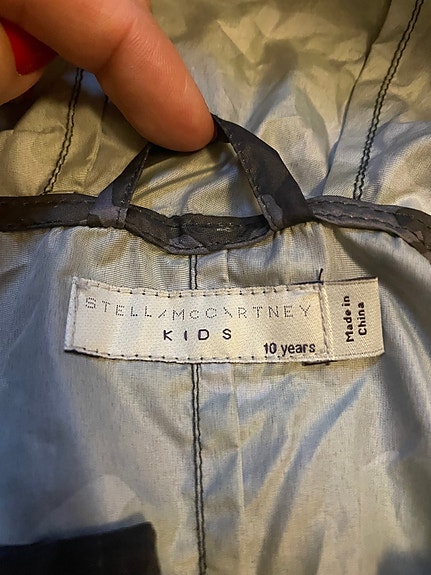 STELLA McCARTNEY
KIDS
10 years
Made in
China